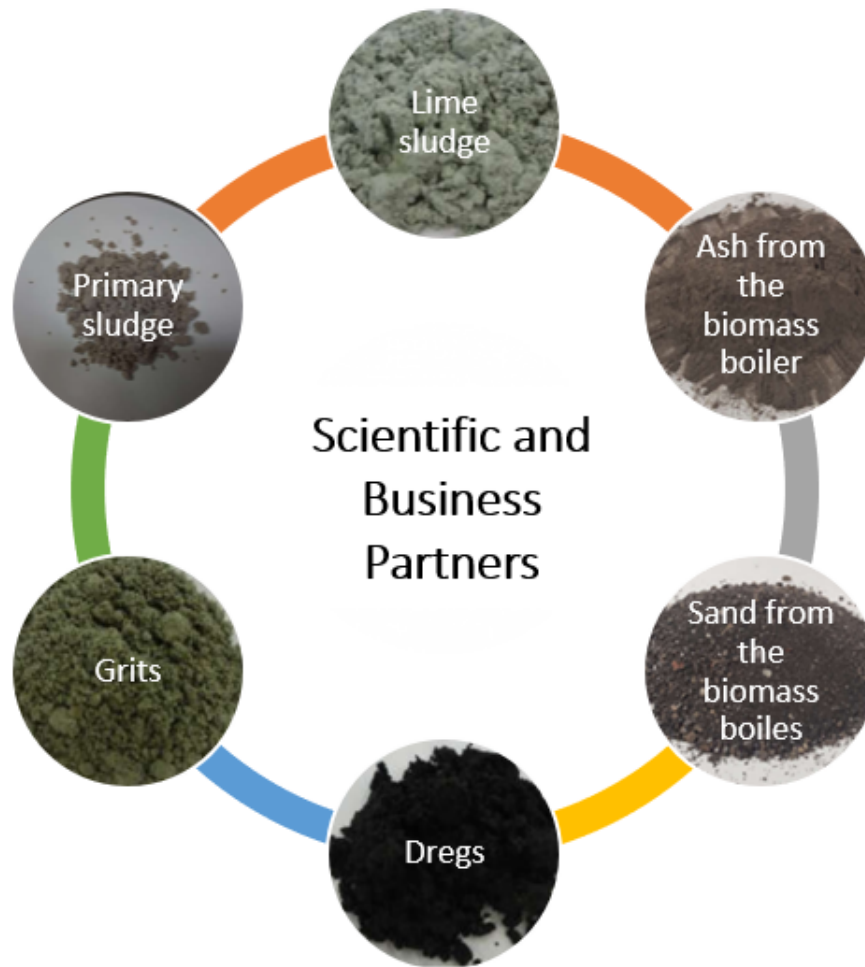 Lime
sludge
Ash from
the
biomass
boiler
Sand from
the
biomass
boiles
Dregs
Grits
Primary
sludge
Scientific and
Business
Partners